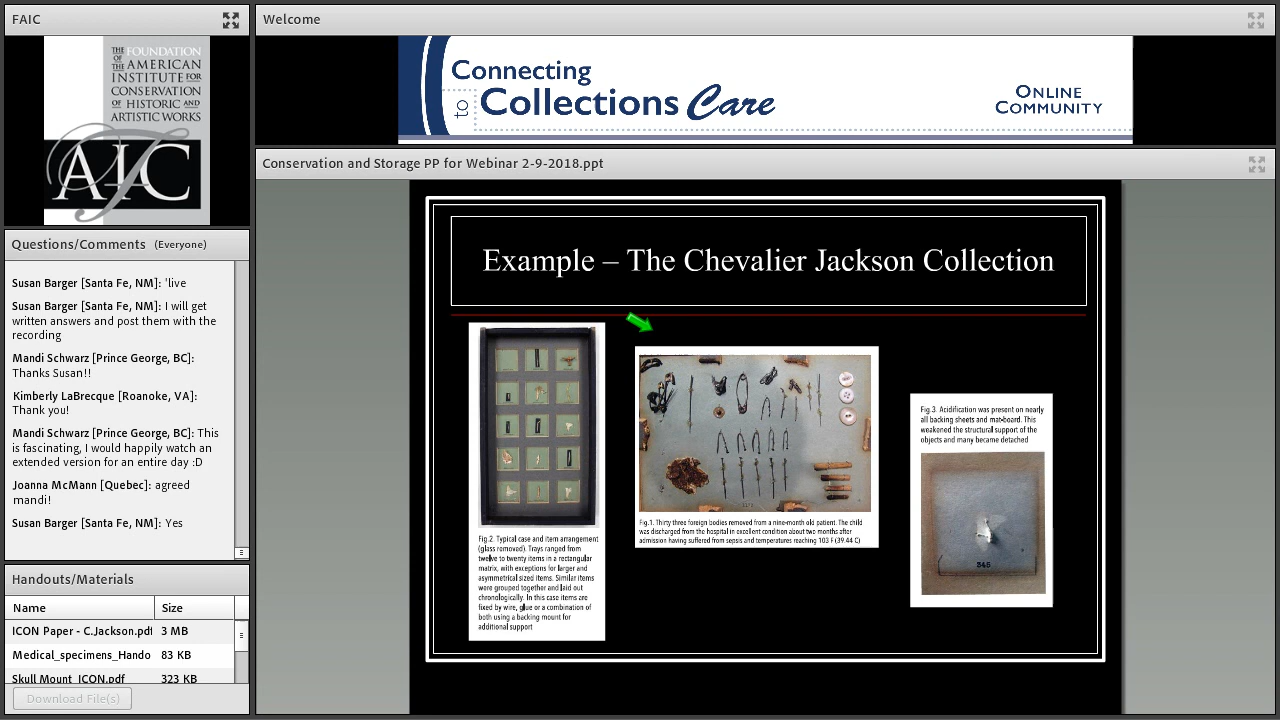 FAIC
THE FOUNDATION
OF THE AMERICAN
INSTITUTE FOR
CONSERVATION
OF HISTORIC AND
ARTISTIC WORKS
AIC
Questions/Comments (Everyone)
Susan Barger [Santa Fe, NM]: 'live
Susan Barger [Santa Fe, NM]: I will get
written answers and post them with the
recording
Mandi Schwarz [Prince George, BC]:
Thanks Susan!!
Kimberly LaBrecque [Roanoke, VA]:
Thank you!
Mandi Schwarz [Prince George, BC]: This
is fascinating, I would happily watch an
extended version for an entire day :D
Joanna McMann [Quebec]: agreed
mandi!
Susan Barger [Santa Fe, NM]: Yes
Handouts/Materials
Name Size
ICON Paper - C.Jackson.pdf 3 MB
Medical_specimens_Hando 83 KB
Skull Mount_ICON.pdf 323 KB
Download File(s)
Welcome
Connecting
to Collections Care
ONLINE
COMMUNITY
Conservation and Storage PP for Webinar 2-9-2018.ppt
Example – The Chevalier Jackson Collection
Fig.2. Typical case and item arrangement
(glass removed). Trays ranged from
twelve to twenty items in a rectangular
matrix, with exceptions for larger and
asymmetrical sized items. Similar items
were grouped together and laid out
chronologically. In this case items are
fixed by wire, glue or a combination of
both using a backing mount for
additional support
Fig.1. Thirty three foreign bodies removed from a nine-month old patient. The child
was discharged from the hospital in excellent condition about two months after
admission having suffered from sepsis and temperatures reaching 103 F (39.44 C)
Fig.3. Acidification was present on nearly
all backing sheets and mat-board. This
weakened the structural support of the
objects and many became detached
345